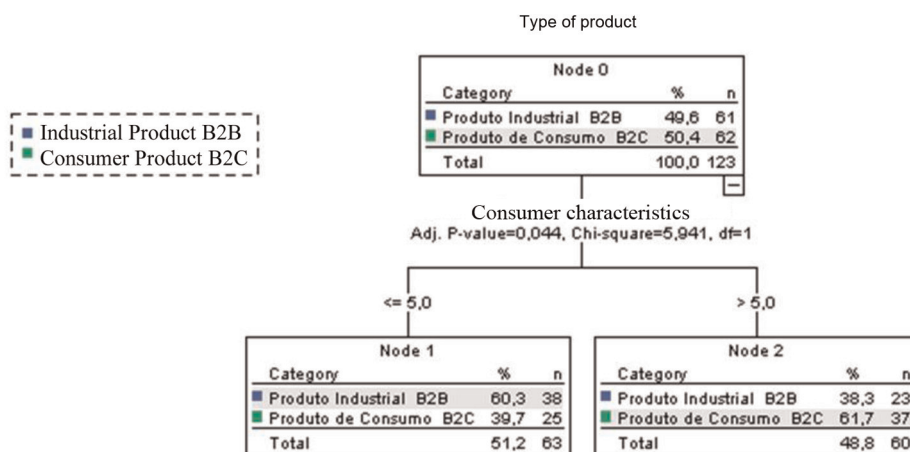 Type of product
Node 0
Category % n
Produto Industrial B2B 49,6 61
Produto de Consumo B2C 50,4 62
Total 100,0 123
Industrial Product B2B
Consumer Product B2C
Consumer characteristics
Adj. P-value=0,044, Chi-square=5,941, df=1
<= 5,0
> 5,0
Node 1
Category % n
Produto Industrial B2B 60,3 38
Produto de Consumo B2C 39,7 25
Total 51,2 63
Node 2
Category % n
Produto Industrial B2B 38,3 23
Produto de Consumo B2C 61,7 37
Total 48,8 60